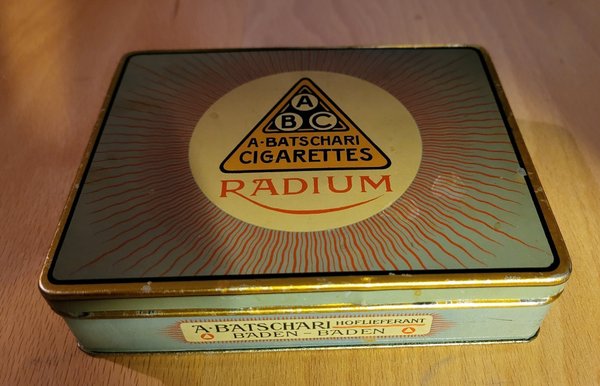 A
B C
A·BATSCHARI
CIGARETTES
RADIUM
A·BATSCHARI HOFLIEFERANT
BADEN-BADEN